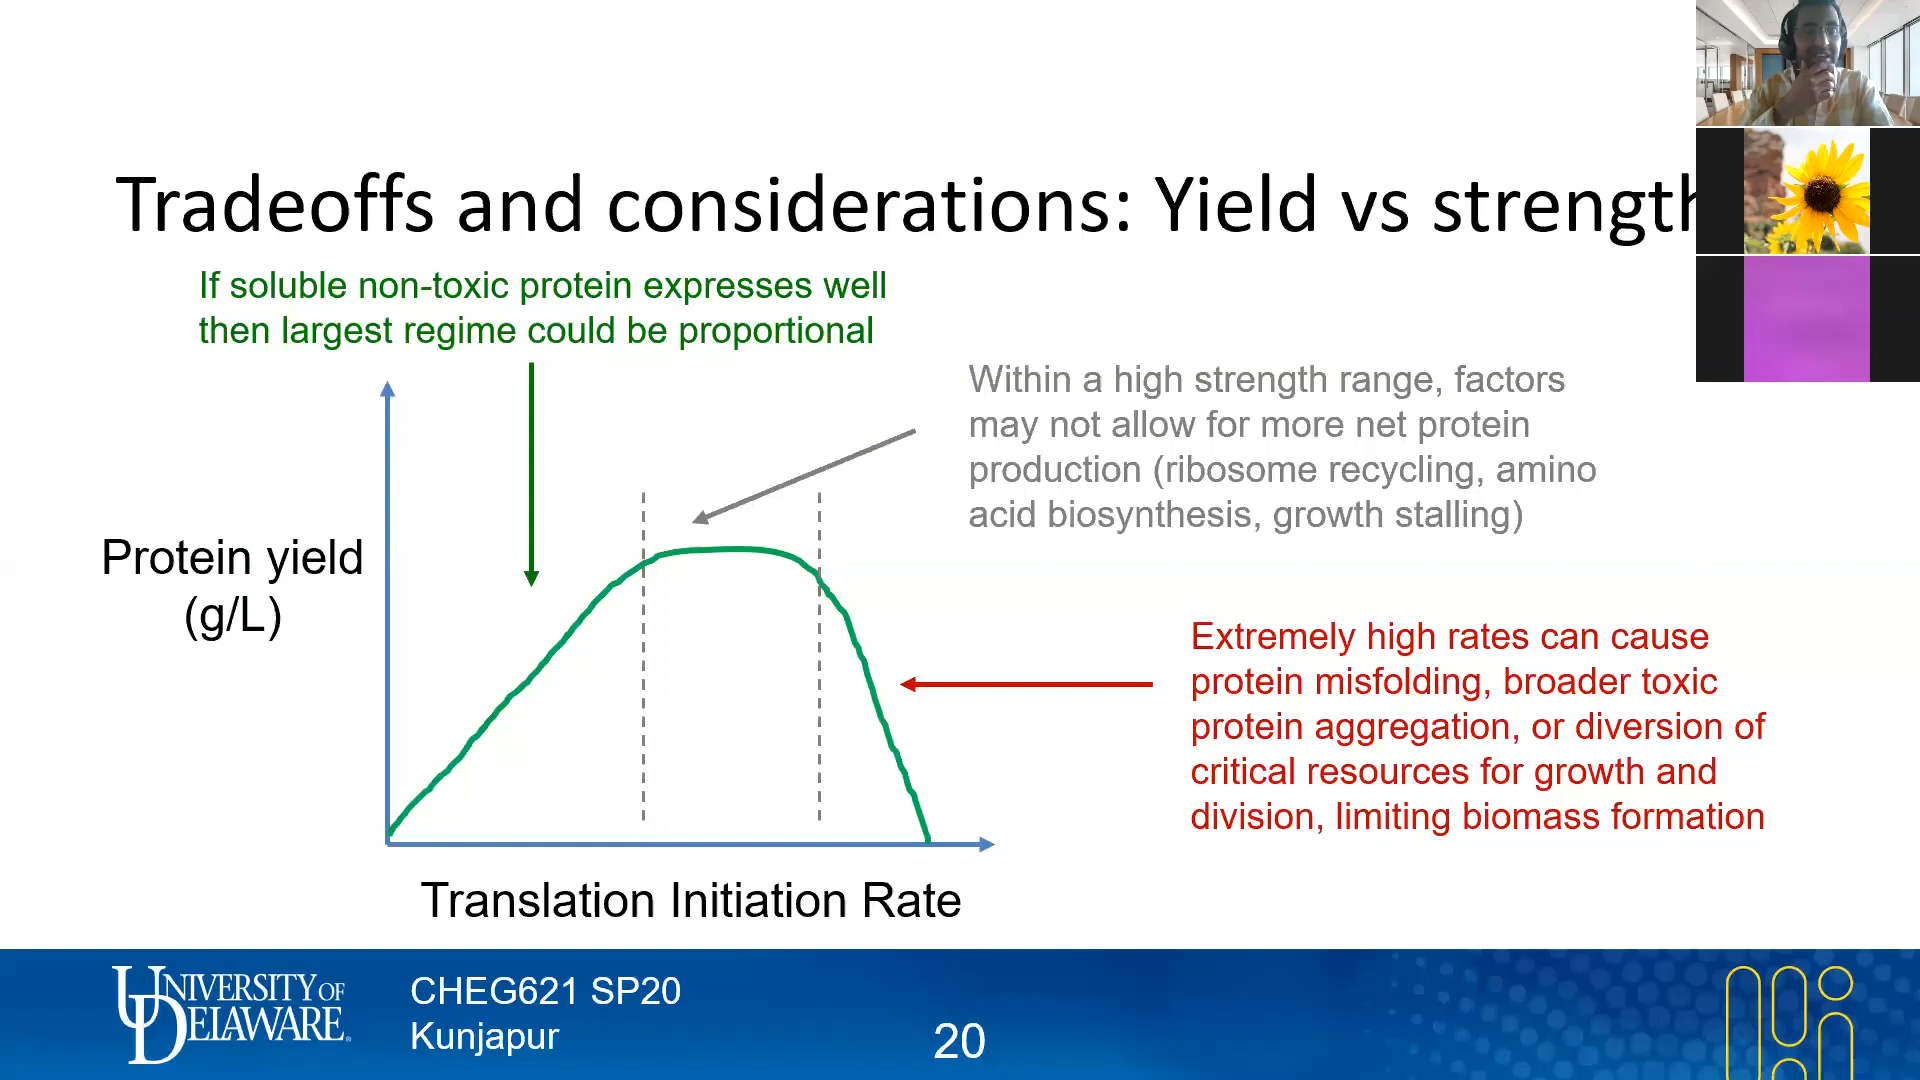 Tradeoffs and considerations: Yield vs strength
If soluble non-toxic protein expresses well
then largest regime could be proportional
Within a high strength range, factors
may not allow for more net protein
production (ribosome recycling, amino
acid biosynthesis, growth stalling)
Protein yield
(g/L)
Extremely high rates can cause
protein misfolding, broader toxic
protein aggregation, or diversion of
critical resources for growth and
division, limiting biomass formation
Translation Initiation Rate
UNIVERSITY OF
DELAWARE.
CHEG621 SP20
Kunjapur
20